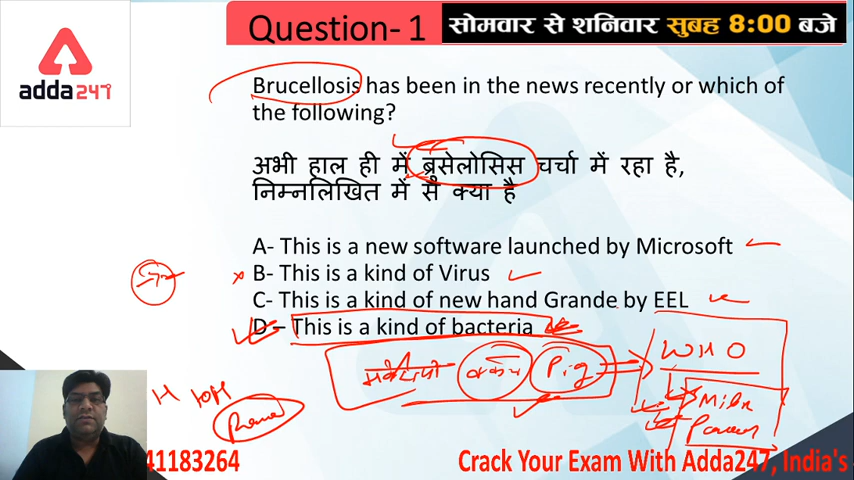 Question- 1
सोमवार से शनिवार सुबह 8:00 बजे
adda247
Brucellosis has been in the news recently or which of
the following?
अभी हाल ही में ब्रुसेलोसिस चर्चा में रहा है,
निम्नलिखित में से क्या है
A- This is a new software launched by Microsoft
B- This is a kind of Virus
C- This is a kind of new hand Grande by EEL
D – This is a kind of bacteria
Pig
WHO
Milk
41183264
Crack Your Exam With Adda247, India's